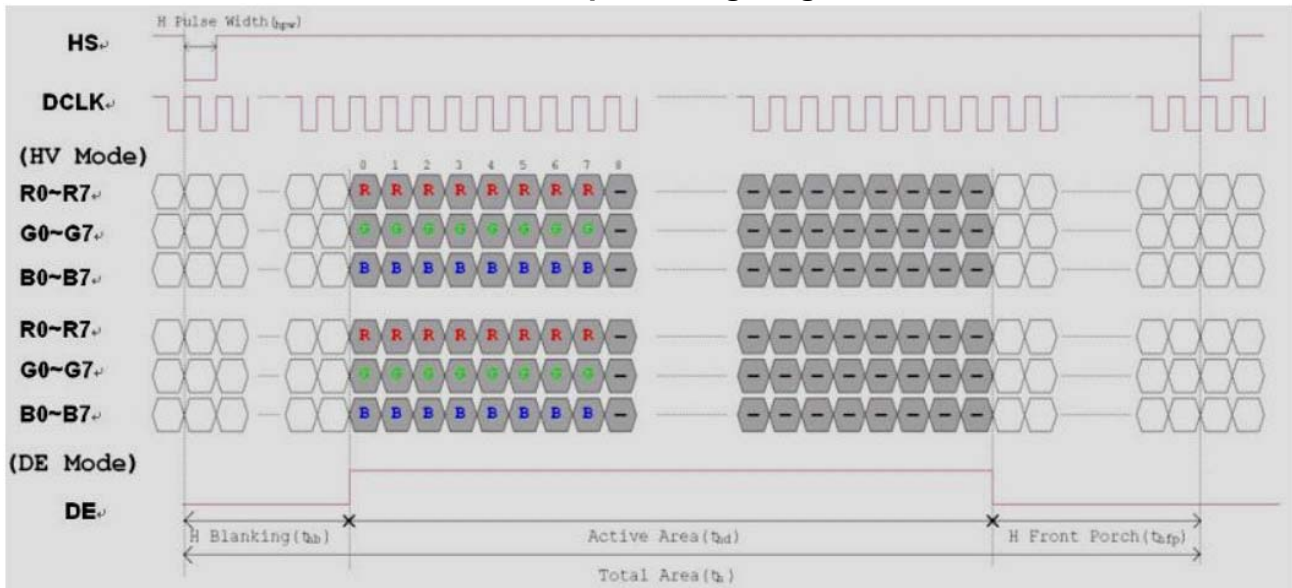 H Pulse Width(thpw)
HS
DCLK
(HV Mode)
0 1 2 3 4 5 6 7 8
R0~R7 R R R R R R R R – – – – – – – – –
G0~G7 G G G G G G G G – – – – – – – – –
B0~B7 B B B B B B B B – – – – – – – – –
R0~R7 R R R R R R R R – – – – – – – – –
G0~G7 G G G G G G G G – – – – – – – – –
B0~B7 B B B B B B B B – – – – – – – – –
(DE Mode)
DE
H Blanking(thb) Active Area(thd) H Front Porch(thfp)
Total Area(th)